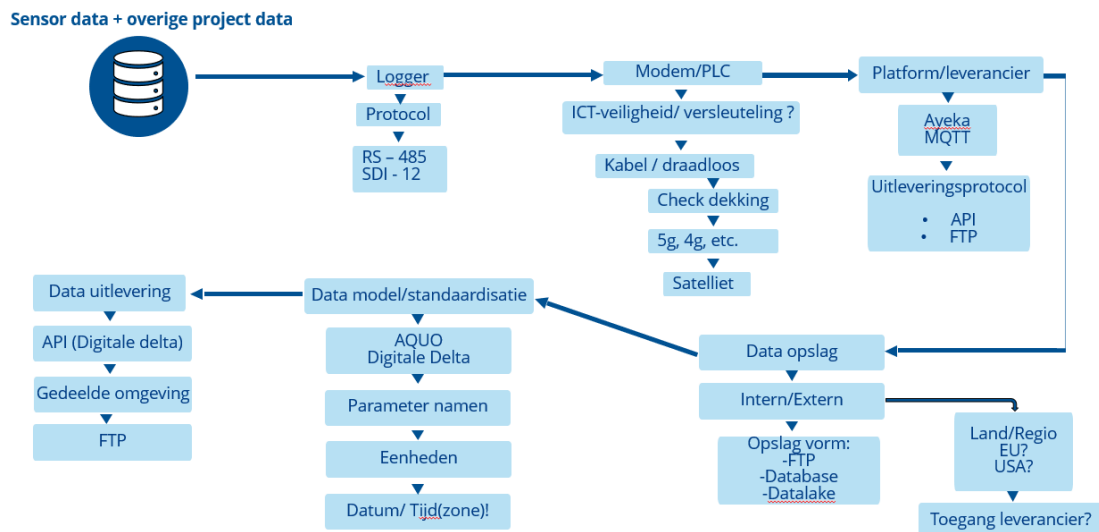 Sensor data + overige project data
Logger
Protocol
RS – 485
SDI - 12
Modem/PLC
ICT-veiligheid/ versleuteling ?
Kabel / draadloos
Check dekking
5g, 4g, etc.
Satelliet
Platform/leverancier
Ayeka
MQTT
Uitleveringsprotocol
• API
• FTP
Data opslag
Intern/Extern
Opslag vorm:
-FTP
-Database
-Datalake
Land/Regio
EU?
USA?
Toegang leverancier?
Data model/standaardisatie
AQUO
Digitale Delta
Parameter namen
Eenheden
Datum/ Tijd(zone)!
Data uitlevering
API (Digitale delta)
Gedeelde omgeving
FTP